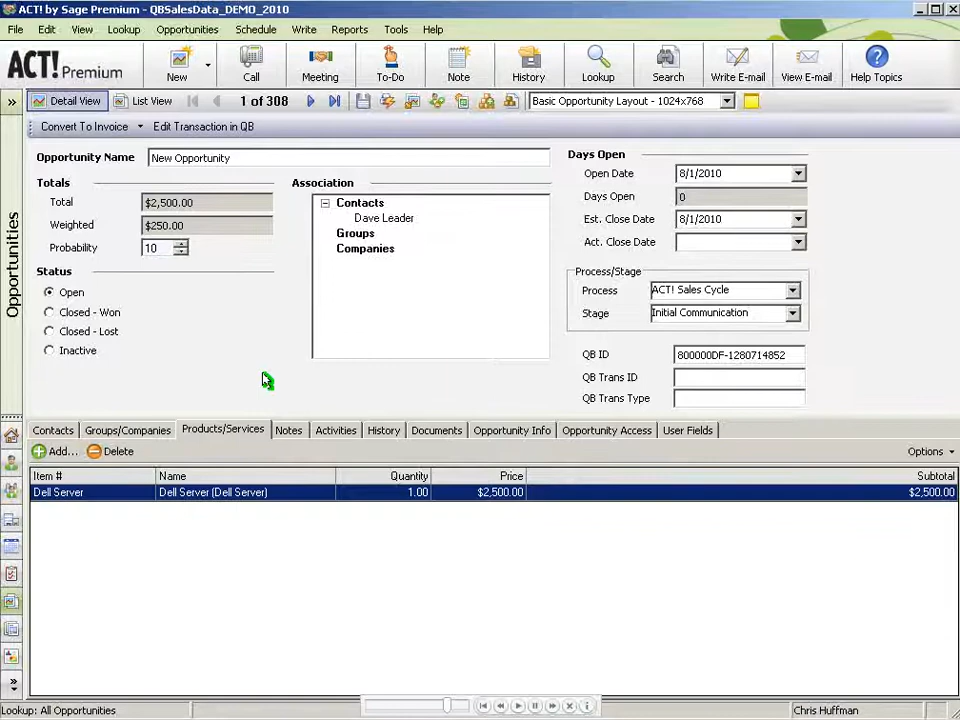 ACT! by Sage Premium - QBSalesData_DEMO_2010
File Edit View Lookup Opportunities Schedule Write Reports Tools Help
ACT! Premium New Call Meeting To-Do Note History Lookup Search Write E-mail View E-mail Help Topics
» Detail View List View 1 of 308 Basic Opportunity Layout - 1024x768
Convert To Invoice Edit Transaction in QB
Opportunities
Opportunity Name New Opportunity
Totals
Total $2,500.00
Weighted $250.00
Probability 10
Status
Open
Closed - Won
Closed - Lost
Inactive
Association
Contacts
Dave Leader
Groups
Companies
Days Open
Open Date 8/1/2010
Days Open 0
Est. Close Date 8/1/2010
Act. Close Date
Process/Stage
Process ACT! Sales Cycle
Stage Initial Communication
QB ID 800000DF-1280714852
QB Trans ID
QB Trans Type
Contacts Groups/Companies Products/Services Notes Activities History Documents Opportunity Info Opportunity Access User Fields
Add... Delete Options
Item # Name Quantity Price Subtotal
Dell Server Dell Server (Dell Server) 1.00 $2,500.00 $2,500.00
Lookup: All Opportunities Chris Huffman